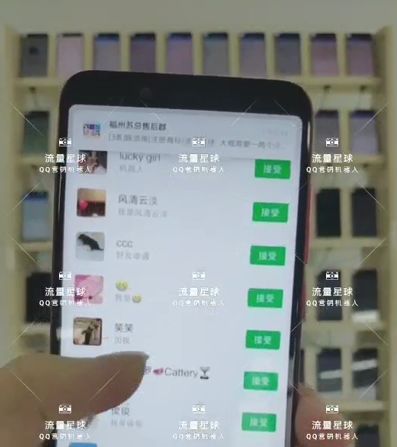 福州苏总售后群
流量星球
QQ营销机器人
流量星球
QQ营销机器人
流量星球
QQ营销机器人
lucky girl
机器人
接受
风清云淡
我是风清云淡
接受
ccc
好友申请
接受
流量星球
QQ营销机器人
流量星球
QQ营销机器人
流量星球
QQ营销机器人
我是
接受
笑笑
接受
Cattery
接受
接受
流量星球
QQ营销机器人
流量星球
QQ营销机器人
流量星球
QQ营销机器人